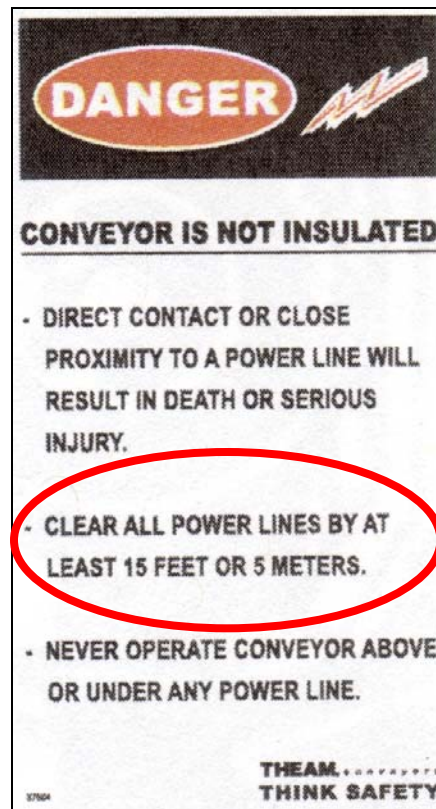 DANGER
CONVEYOR IS NOT INSULATED
- DIRECT CONTACT OR CLOSE
PROXIMITY TO A POWER LINE WILL
RESULT IN DEATH OR SERIOUS
INJURY.
- CLEAR ALL POWER LINES BY AT
LEAST 15 FEET OR 5 METERS.
- NEVER OPERATE CONVEYOR ABOVE
OR UNDER ANY POWER LINE.
THEAM conveyors
THINK SAFETY